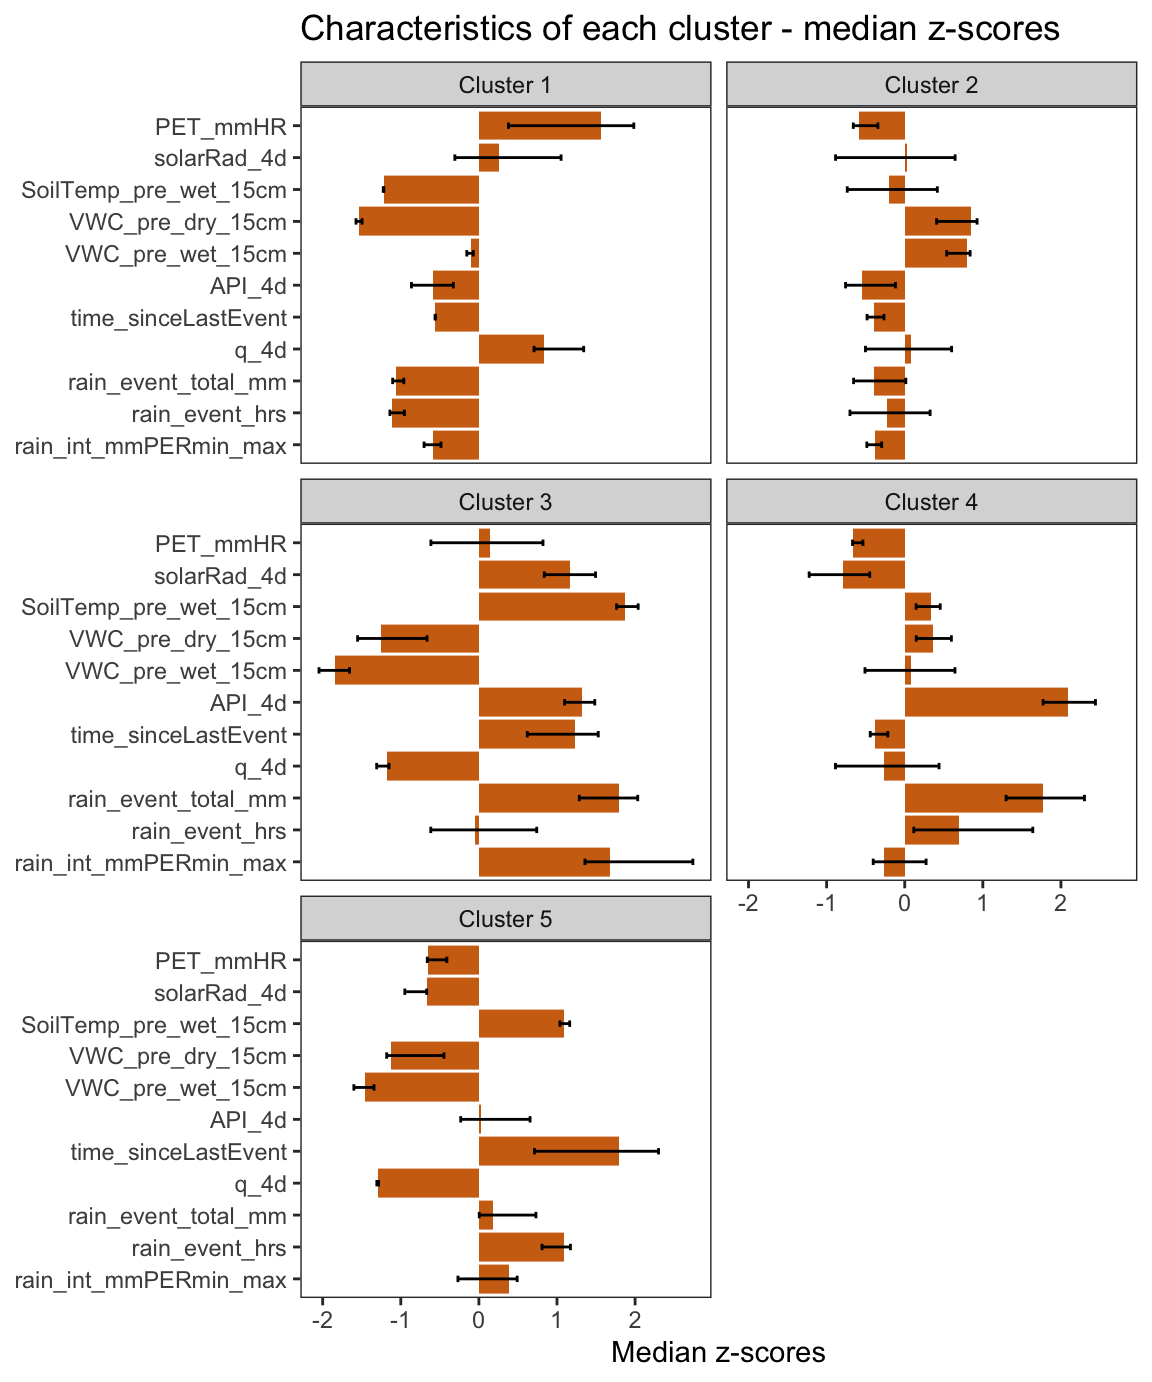 Characteristics of each cluster - median z-scores
Cluster 1
Cluster 2
PET_mmHR
solarRad_4d
SoilTemp_pre_wet_15cm
VWC_pre_dry_15cm
VWC_pre_wet_15cm
API_4d
time_sinceLastEvent
q_4d
rain_event_total_mm
rain_event_hrs
rain_int_mmPERmin_max
Cluster 3
Cluster 4
PET_mmHR
solarRad_4d
SoilTemp_pre_wet_15cm
VWC_pre_dry_15cm
VWC_pre_wet_15cm
API_4d
time_sinceLastEvent
q_4d
rain_event_total_mm
rain_event_hrs
rain_int_mmPERmin_max
-2 -1 0 1 2
Cluster 5
PET_mmHR
solarRad_4d
SoilTemp_pre_wet_15cm
VWC_pre_dry_15cm
VWC_pre_wet_15cm
API_4d
time_sinceLastEvent
q_4d
rain_event_total_mm
rain_event_hrs
rain_int_mmPERmin_max
-2 -1 0 1 2
Median z-scores